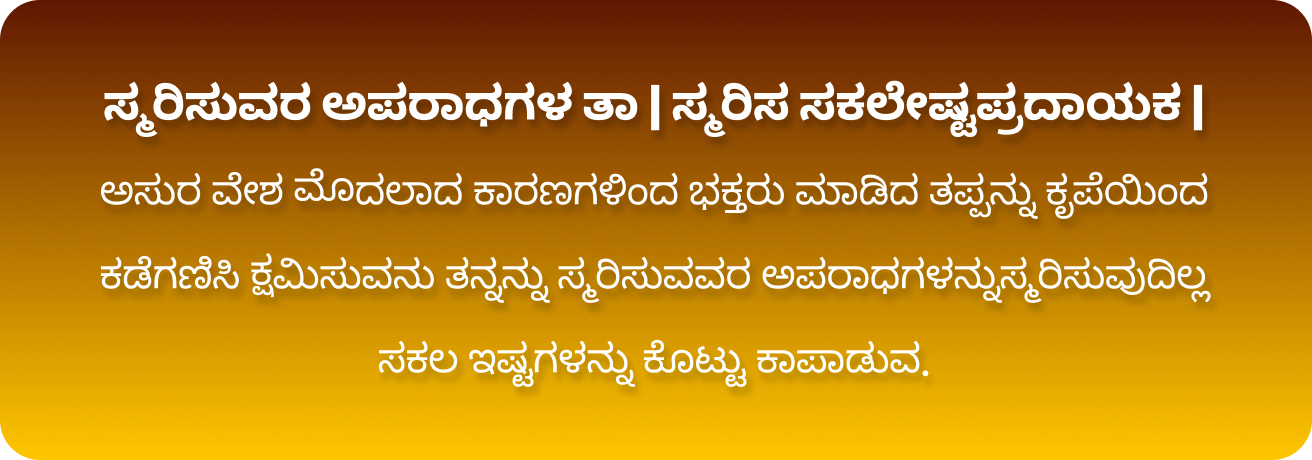 ಸ್ಮರಿಸುವರ ಅಪರಾಧಗಳ ತಾ | ಸ್ಮರಿಸ ಸಕಲೇಷ್ಟಪ್ರದಾಯಕ |
ಅಸುರ ವೇಶ ಮೊದಲಾದ ಕಾರಣಗಳಿಂದ ಭಕ್ತರು ಮಾಡಿದ ತಪ್ಪನ್ನು ಕೃಪೆಯಿಂದ
ಕಡೆಗಣಿಸಿ ಕ್ಷಮಿಸುವನು ತನ್ನನ್ನು ಸ್ಮರಿಸುವವರ ಅಪರಾಧಗಳನ್ನುಸ್ಮರಿಸುವುದಿಲ್ಲ
ಸಕಲ ಇಷ್ಟಗಳನ್ನು ಕೊಟ್ಟು ಕಾಪಾಡುವ.